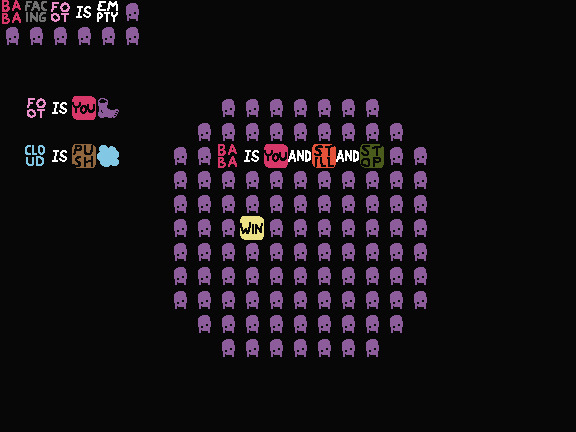 BABA FACING FOOT IS EMPTY
FOOT IS YOU
CLOUD IS PUSH
BABA IS YOU AND STILL AND STOP
WIN